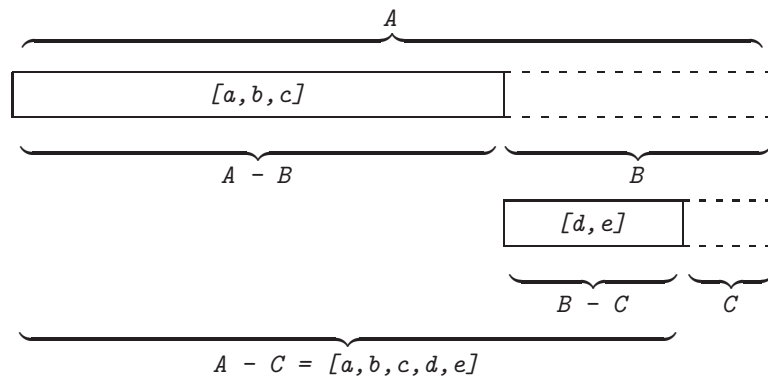 A
[a,b,c]
A - B B
[d,e]
B - C C
A - C = [a,b,c,d,e]